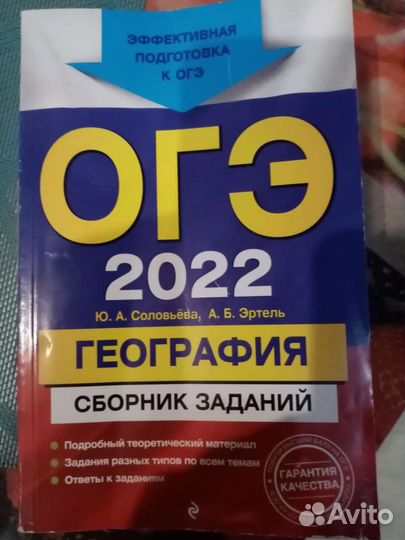 ЭФФЕКТИВНАЯ
ПОДГОТОВКА
К ОГЭ
ОГЭ
2022
Ю. А. Соловьёва, А. Б. Эртель
ГЕОГРАФИЯ
СБОРНИК ЗАДАНИЙ
Подробный теоретический материал
Задания разных типов по всем темам
Ответы к заданиям
ГАРАНТИЯ
КАЧЕСТВА
Avito